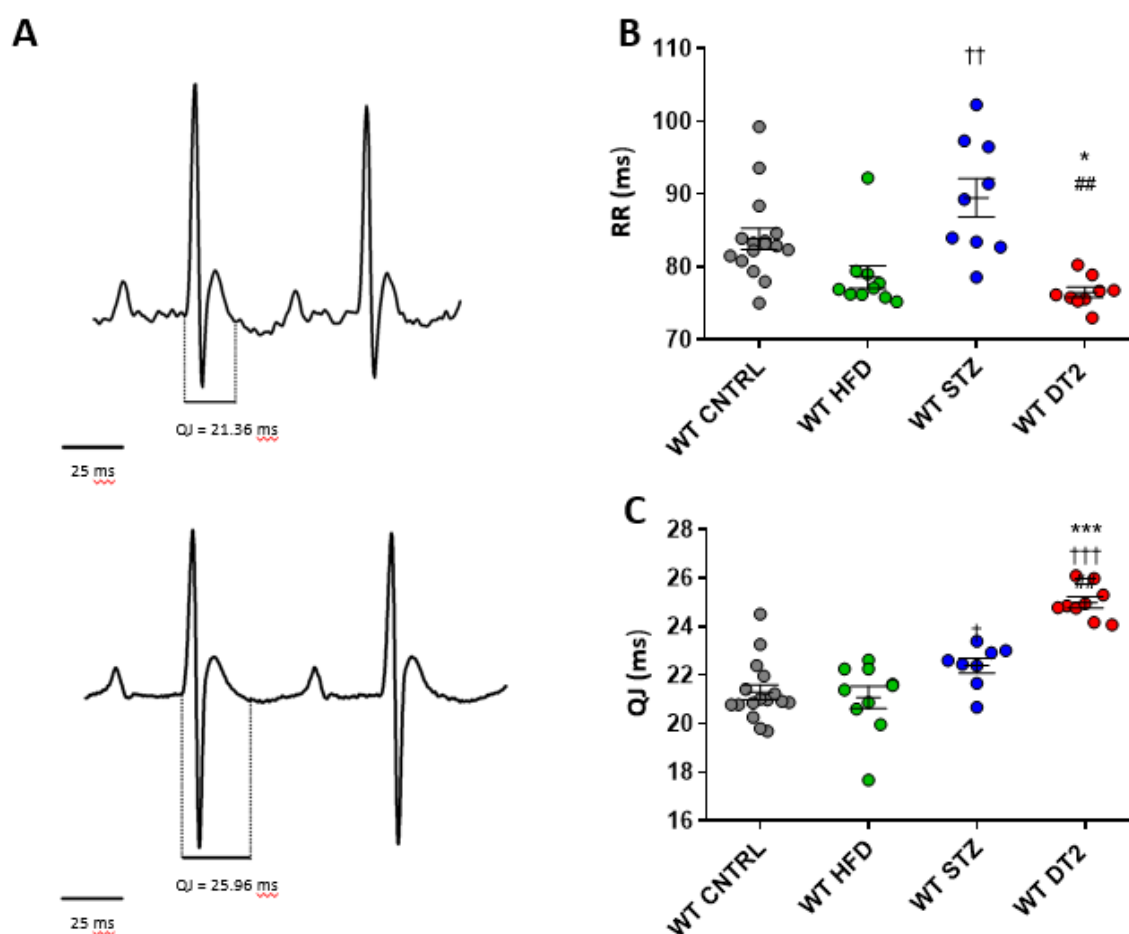 A
QJ = 21.36 ms
25 ms
QJ = 25.96 ms
25 ms
B
110
100
90
80
70
RR (ms)
††
*
##
WT CNTRL
WT HFD
WT STZ
WT DT2
C
28
26
24
22
20
18
16
QJ (ms)
†
***
†††
##
WT CNTRL
WT HFD
WT STZ
WT DT2